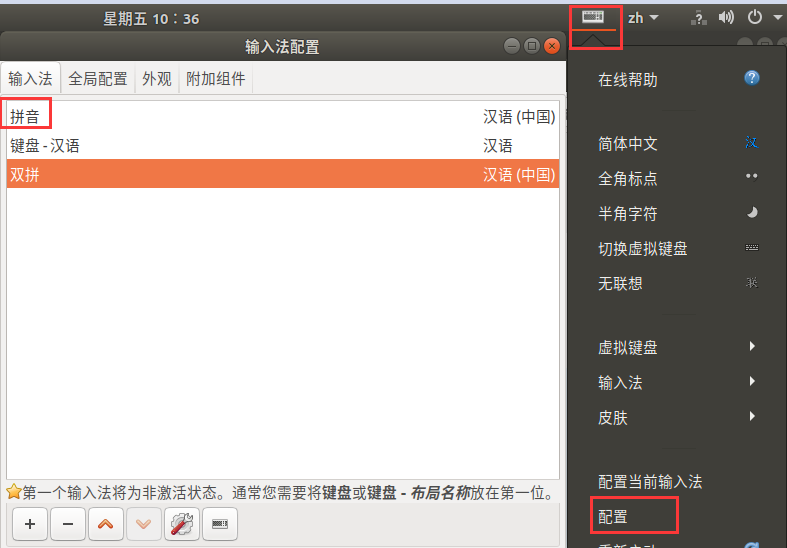 星期五 10：36
zh
输入法配置
输入法 全局配置 外观 附加组件
拼音 汉语 (中国)
键盘 - 汉语 汉语
双拼 汉语 (中国)
第一个输入法将为非激活状态。通常您需要将键盘或键盘 - 布局名称放在第一位。
在线帮助
简体中文 汉
全角标点
半角字符
切换虚拟键盘
无联想
虚拟键盘
输入法
皮肤
配置当前输入法
配置
重新启动